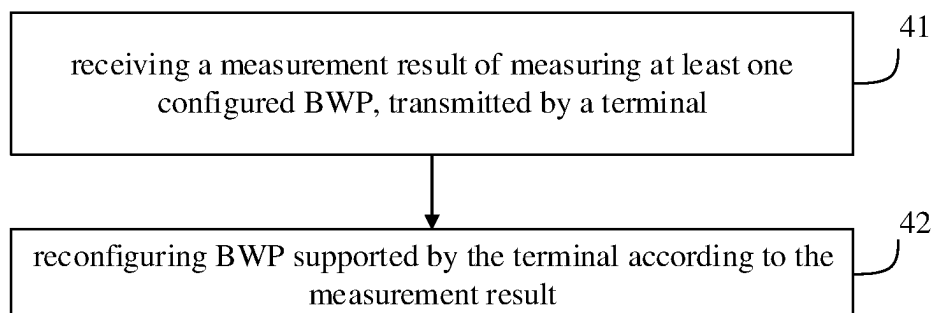 41
receiving a measurement result of measuring at least one
configured BWP, transmitted by a terminal
42
reconfiguring BWP supported by the terminal according to the
measurement result